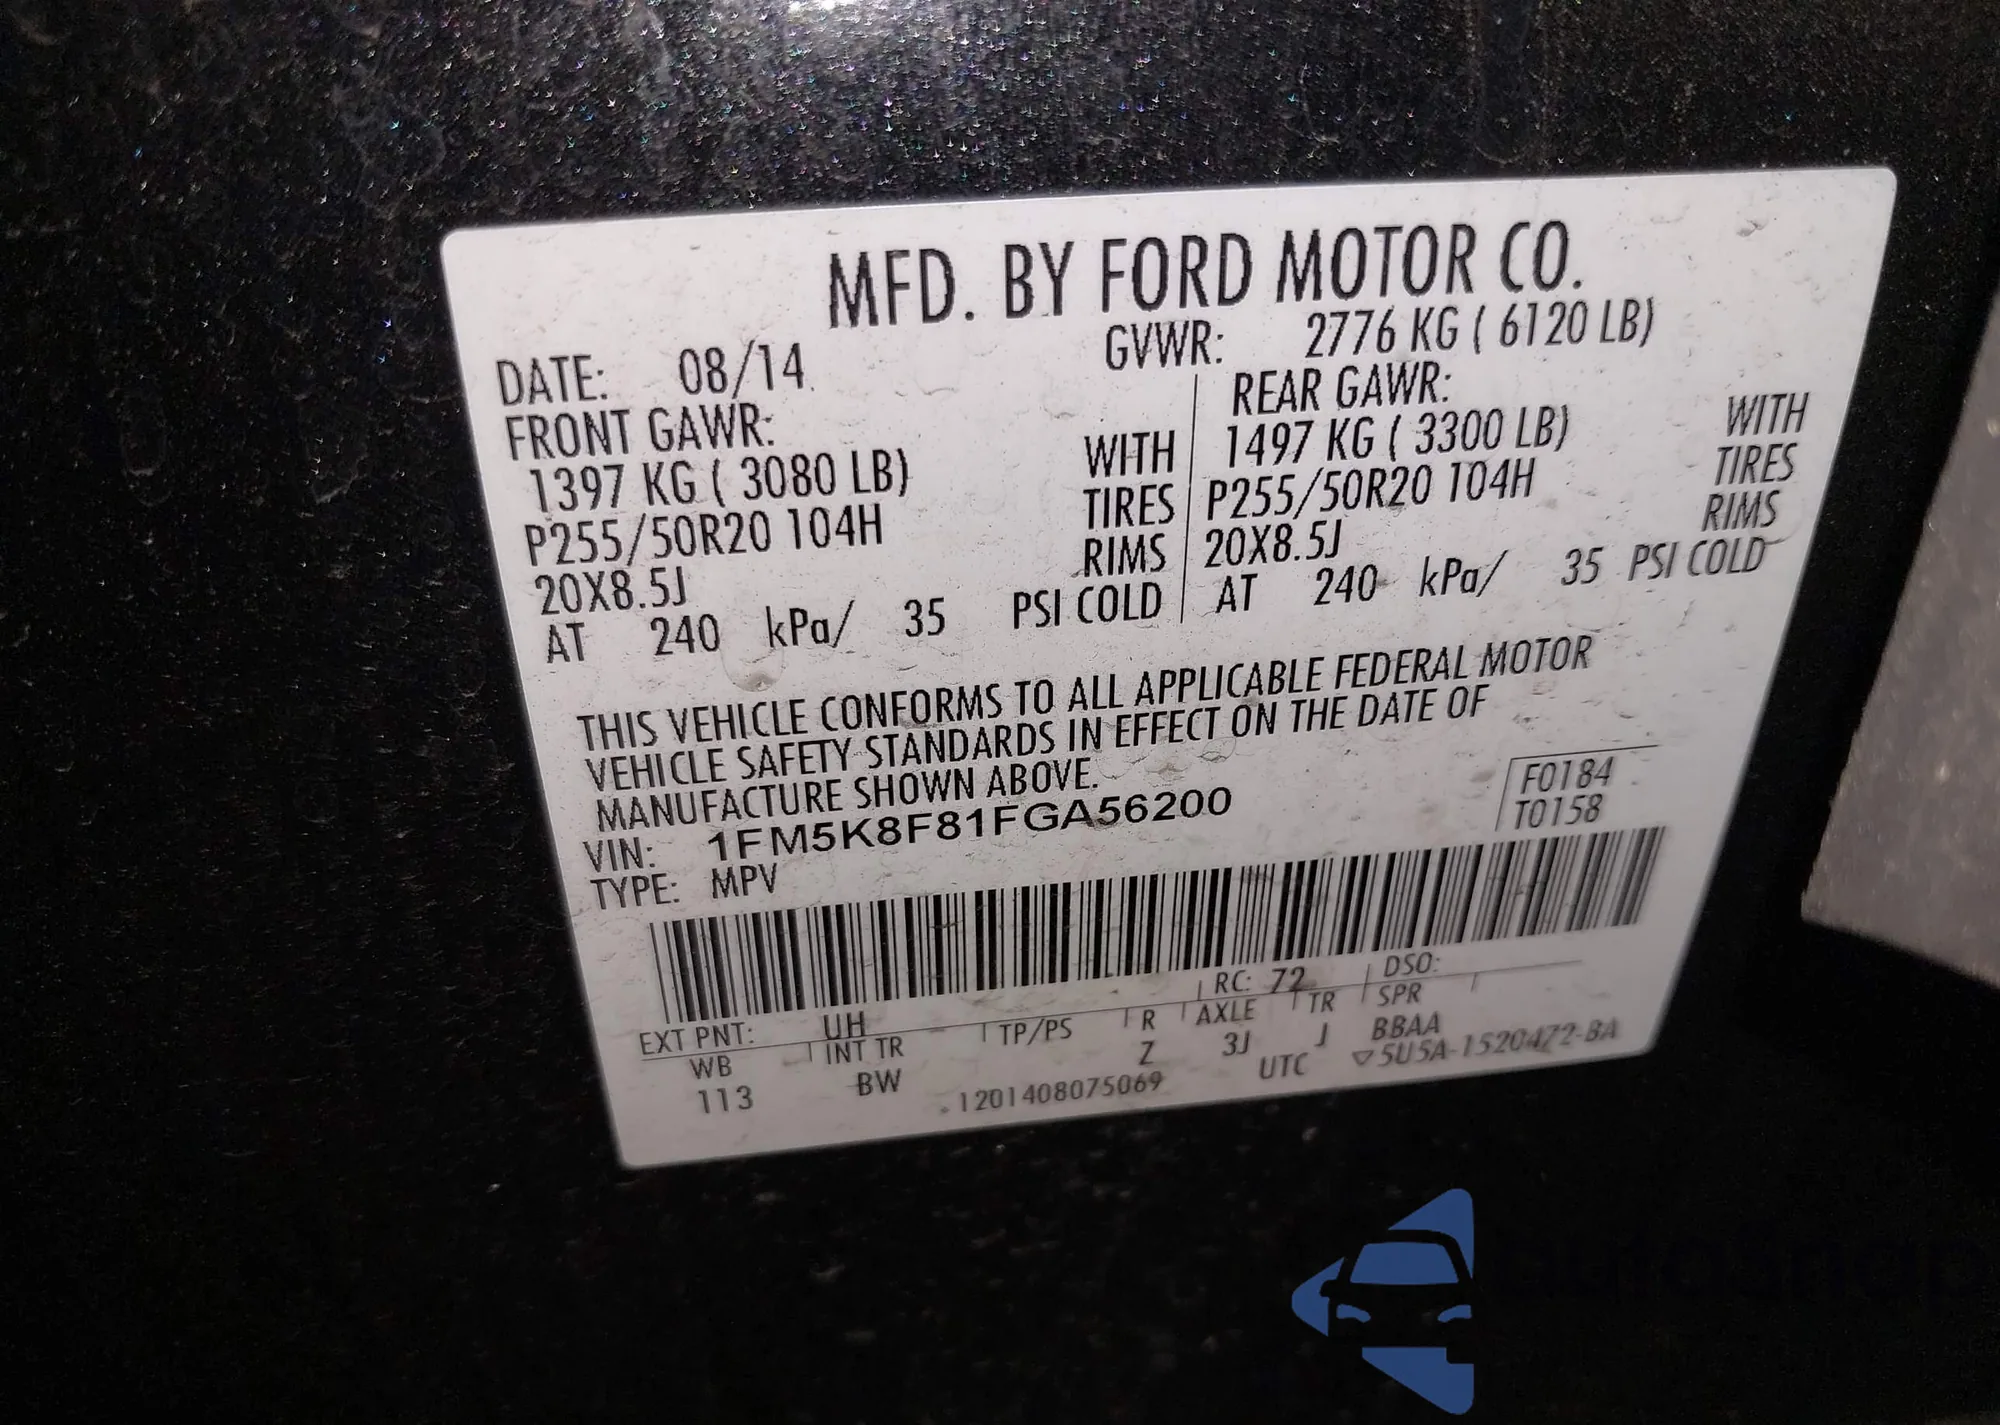 MFD. BY FORD MOTOR CO.
DATE: 08/14 GVWR: 2776 KG ( 6120 LB)
FRONT GAWR: REAR GAWR:
1397 KG ( 3080 LB) WITH 1497 KG ( 3300 LB) WITH
P255/50R20 104H TIRES P255/50R20 104H TIRES
20X8.5J RIMS 20X8.5J RIMS
AT 240 kPa/ 35 PSI COLD AT 240 kPa/ 35 PSI COLD
THIS VEHICLE CONFORMS TO ALL APPLICABLE FEDERAL MOTOR
VEHICLE SAFETY STANDARDS IN EFFECT ON THE DATE OF
MANUFACTURE SHOWN ABOVE.
VIN: 1FM5K8F81FGA56200
TYPE: MPV
F0184
T0158
EXT PNT: UH RC: 72 DSO:
WB INT TR TP/PS R AXLE TR SPR
113 BW Z 3J J BBAA
.1201408075069 UTC ▽5U5A-1520472-BA